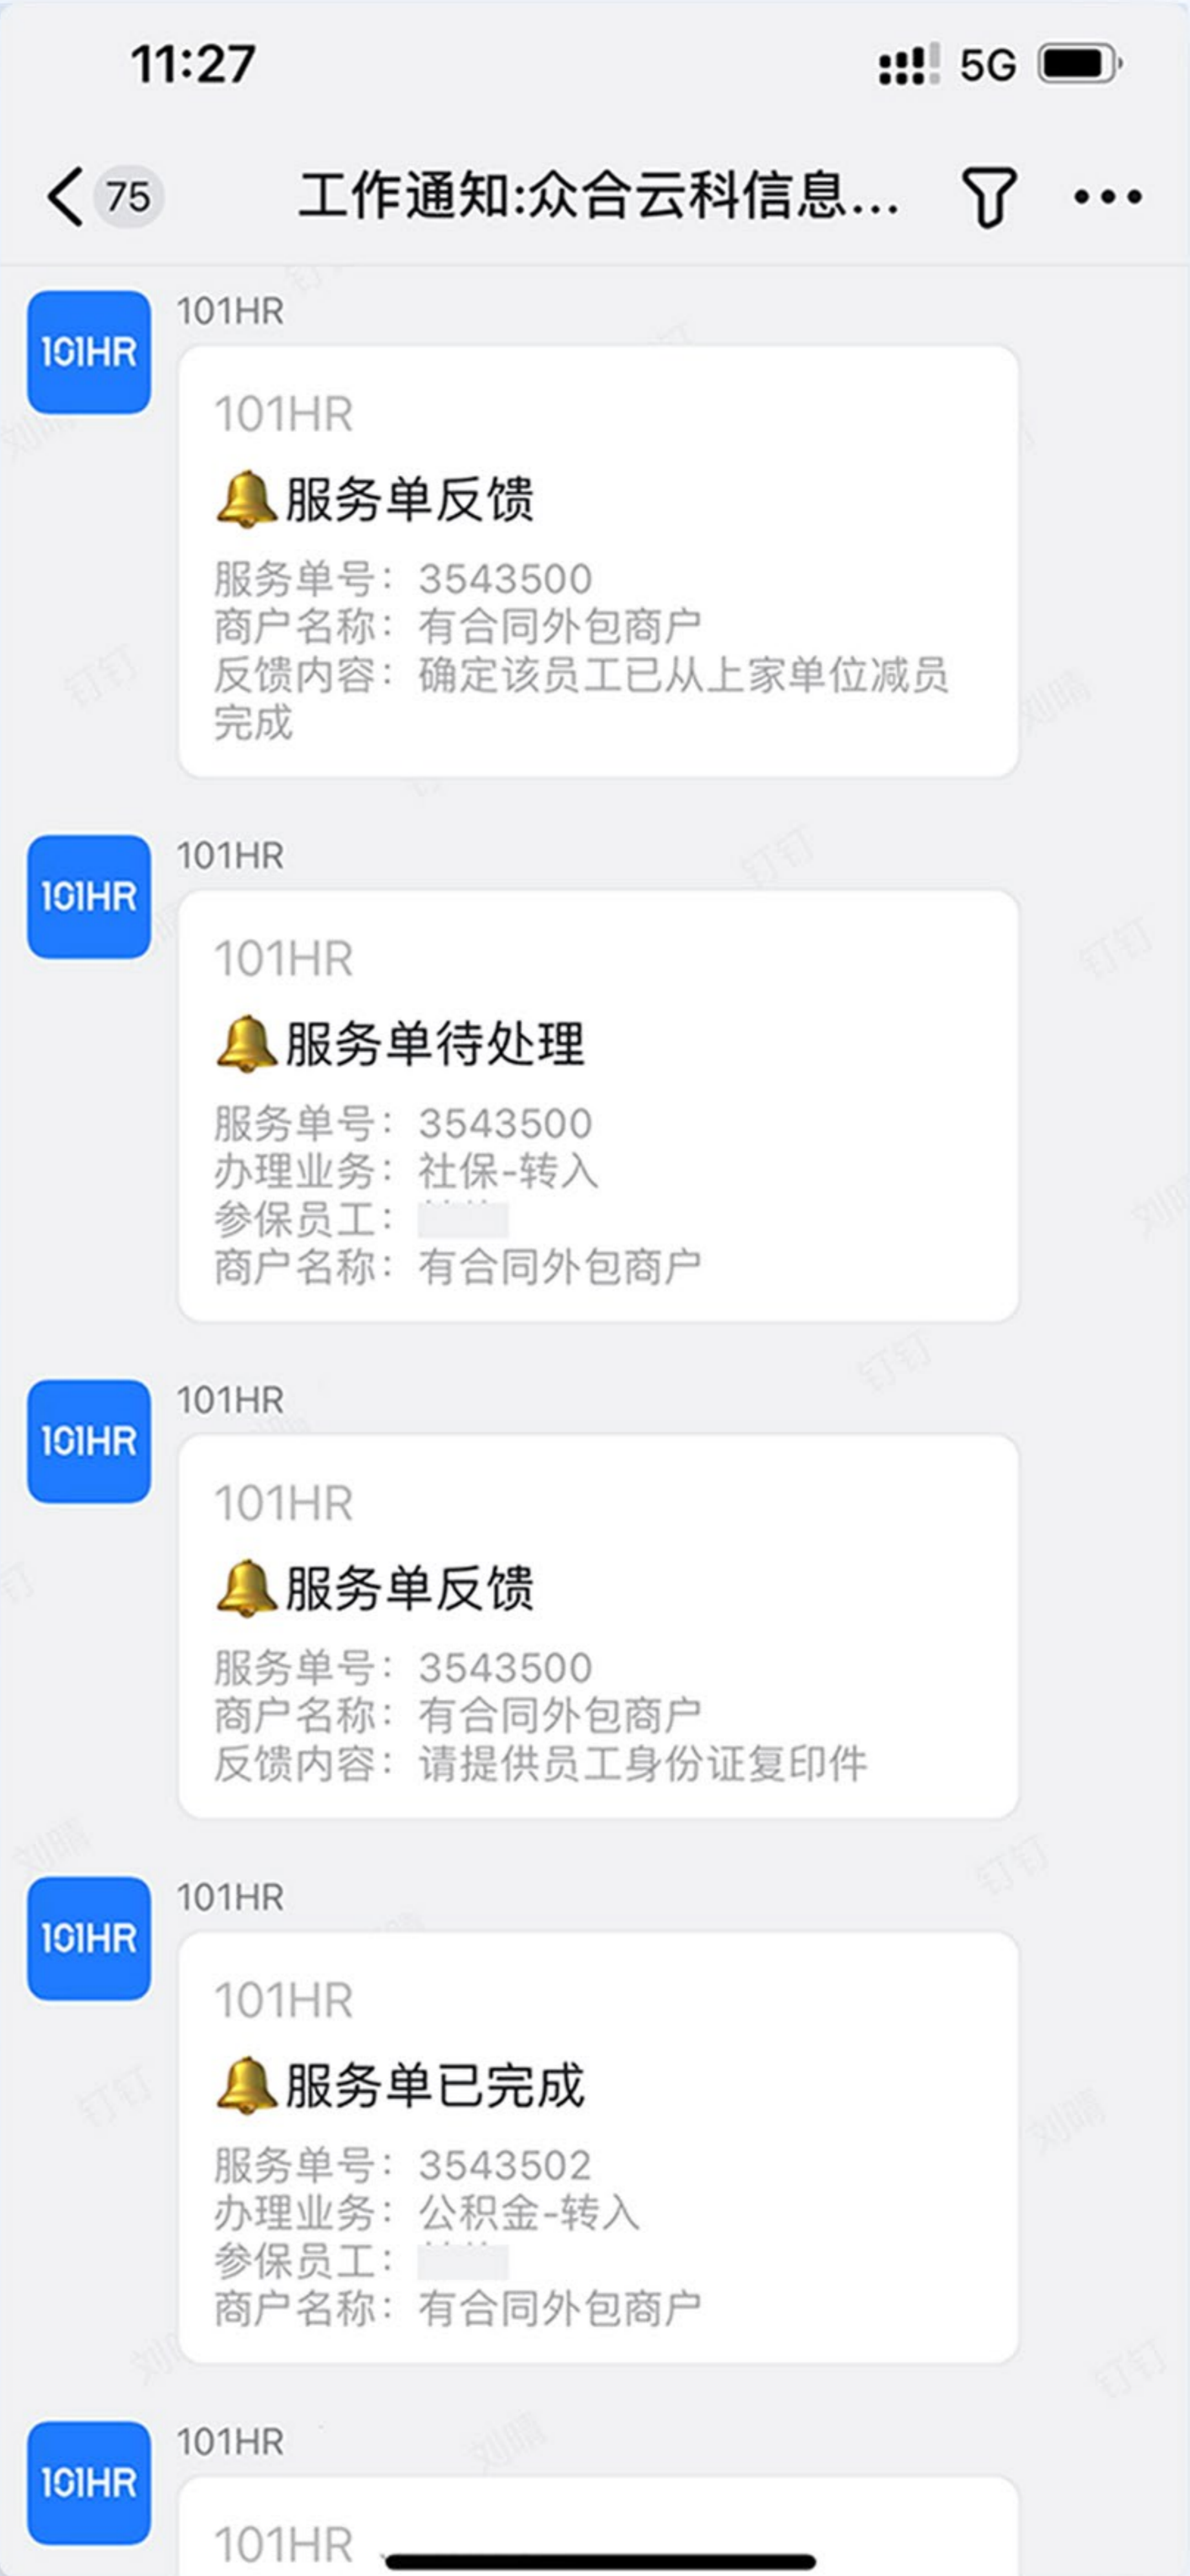 11:27
5G
75
工作通知:众合云科信息...
101HR
101HR
101HR
服务单反馈
服务单号：3543500
商户名称：有合同外包商户
反馈内容：确定该员工已从上家单位减员
完成
101HR
101HR
101HR
服务单待处理
服务单号：3543500
办理业务：社保-转入
参保员工：
商户名称：有合同外包商户
101HR
101HR
101HR
服务单反馈
服务单号：3543500
商户名称：有合同外包商户
反馈内容：请提供员工身份证复印件
101HR
101HR
101HR
服务单已完成
服务单号：3543502
办理业务：公积金-转入
参保员工：
商户名称：有合同外包商户
101HR
101HR
101HR
钉钉
刘晴